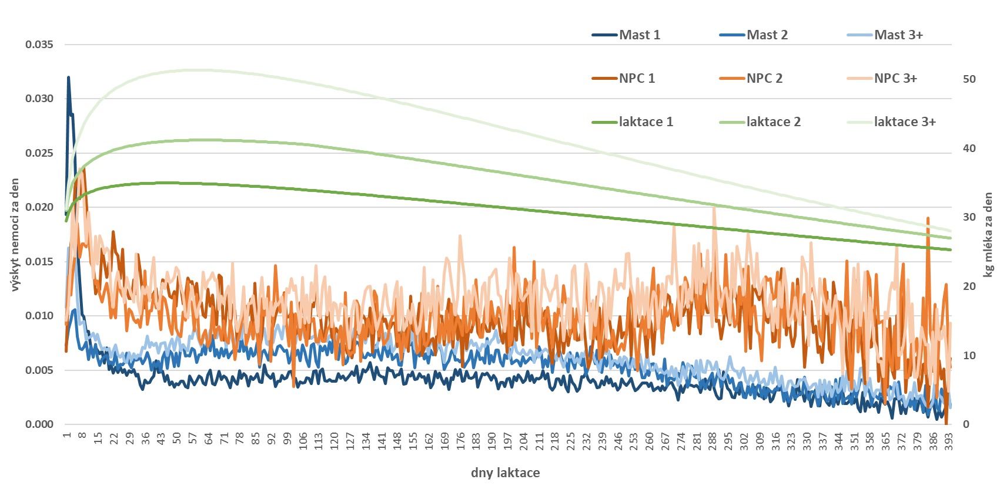 Mast 1 Mast 2 Mast 3+
NPC 1 NPC 2 NPC 3+
laktace 1 laktace 2 laktace 3+
výskyt nemoci za den
0.035
0.030
0.025
0.020
0.015
0.010
0.005
0.000
50
40
30
20
10
0
kg mléka za den
1 8 15 22 29 36 43 50 57 64 71 78 85 92 99 106 113 120 127 134 141 148 155 162 169 176 183 190 197 204 211 218 225 232 239 246 253 260 267 274 281 288 295 302 309 316 323 330 337 344 351 358 365 372 379 386 393
dny laktace